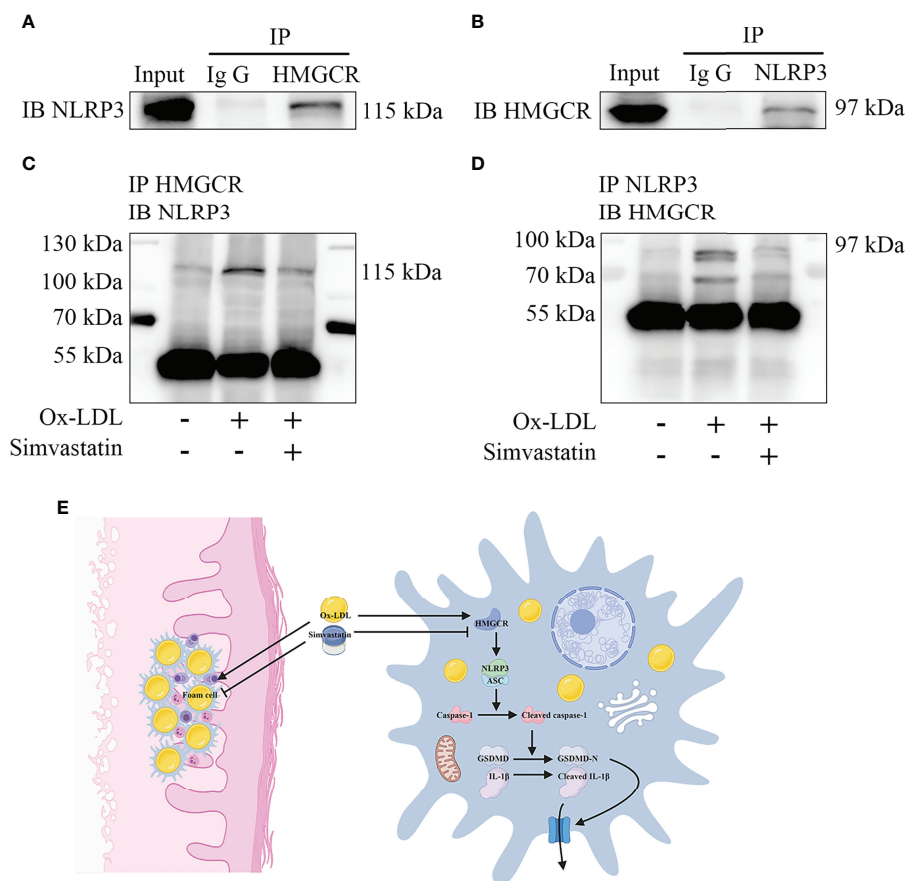 A
IP
Input Ig G HMGCR
IB NLRP3 115 kDa
B
IP
Input Ig G NLRP3
IB HMGCR 97 kDa
C
IP HMGCR
IB NLRP3
130 kDa
100 kDa
70 kDa
55 kDa
115 kDa
Ox-LDL - + +
Simvastatin - - +
D
IP NLRP3
IB HMGCR
100 kDa
70 kDa
55 kDa
97 kDa
Ox-LDL - + +
Simvastatin - - +
E
Ox-LDL
Simvastatin
Foam cell
HMGCR
NLRP3
ASC
Caspase-1 Cleaved caspase-1
GSDMD GSDMD-N
IL-1β Cleaved IL-1β